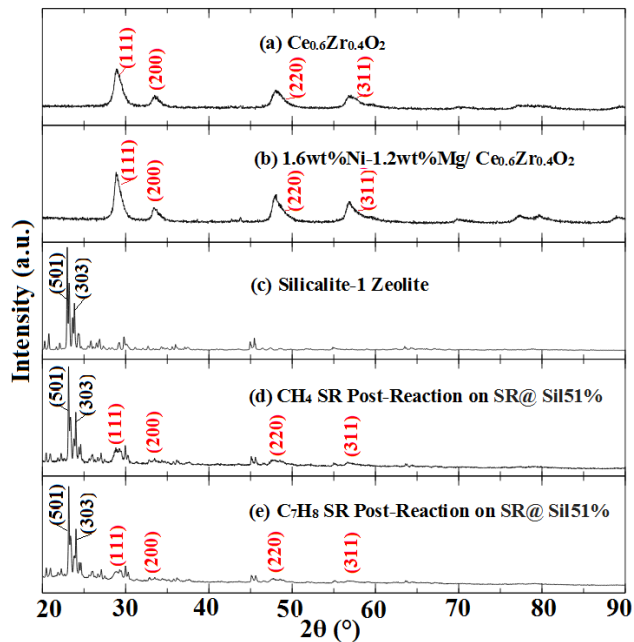 (a) Ce0.6Zr0.4O2
(111)
(200)
(220)
(311)
(b) 1.6wt%Ni-1.2wt%Mg/ Ce0.6Zr0.4O2
(111)
(200)
(220)
(311)
(c) Silicalite-1 Zeolite
(501)
(303)
(d) CH4 SR Post-Reaction on SR@ Sil51%
(501)
(303)
(111)
(200)
(220)
(311)
(e) C7H8 SR Post-Reaction on SR@ Sil51%
(501)
(303)
(111)
(200)
(220)
(311)
Intensity (a.u.)
20 30 40 50 60 70 80 90
2θ (°)